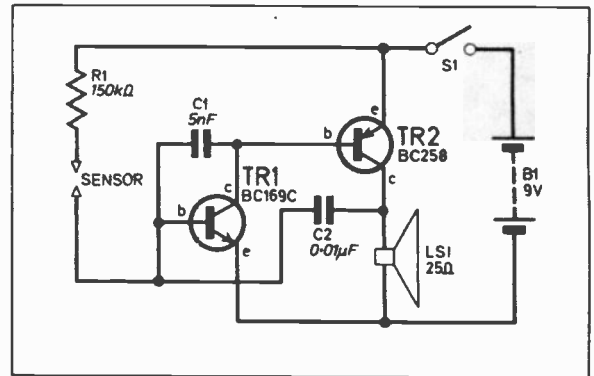 R1
150kΩ
C1
5nF
S1
e
b
TR2
BC258
c
SENSOR
TR1
BC169C
c
b
e
C2
0·01µF
LS1
25Ω
B1
9V